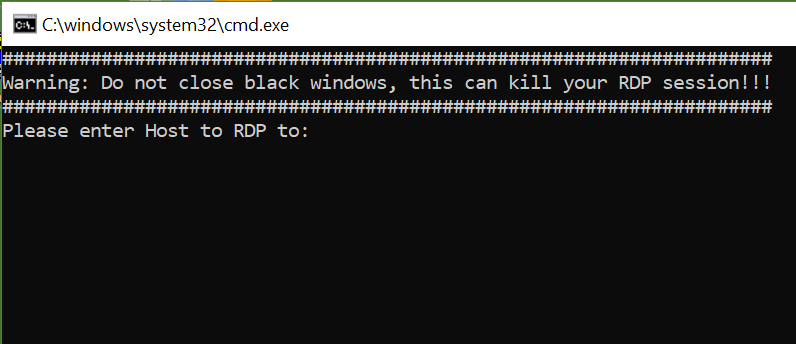 C:\windows\system32\cmd.exe
######################################################################
Warning: Do not close black windows, this can kill your RDP session!!!
######################################################################
Please enter Host to RDP to: